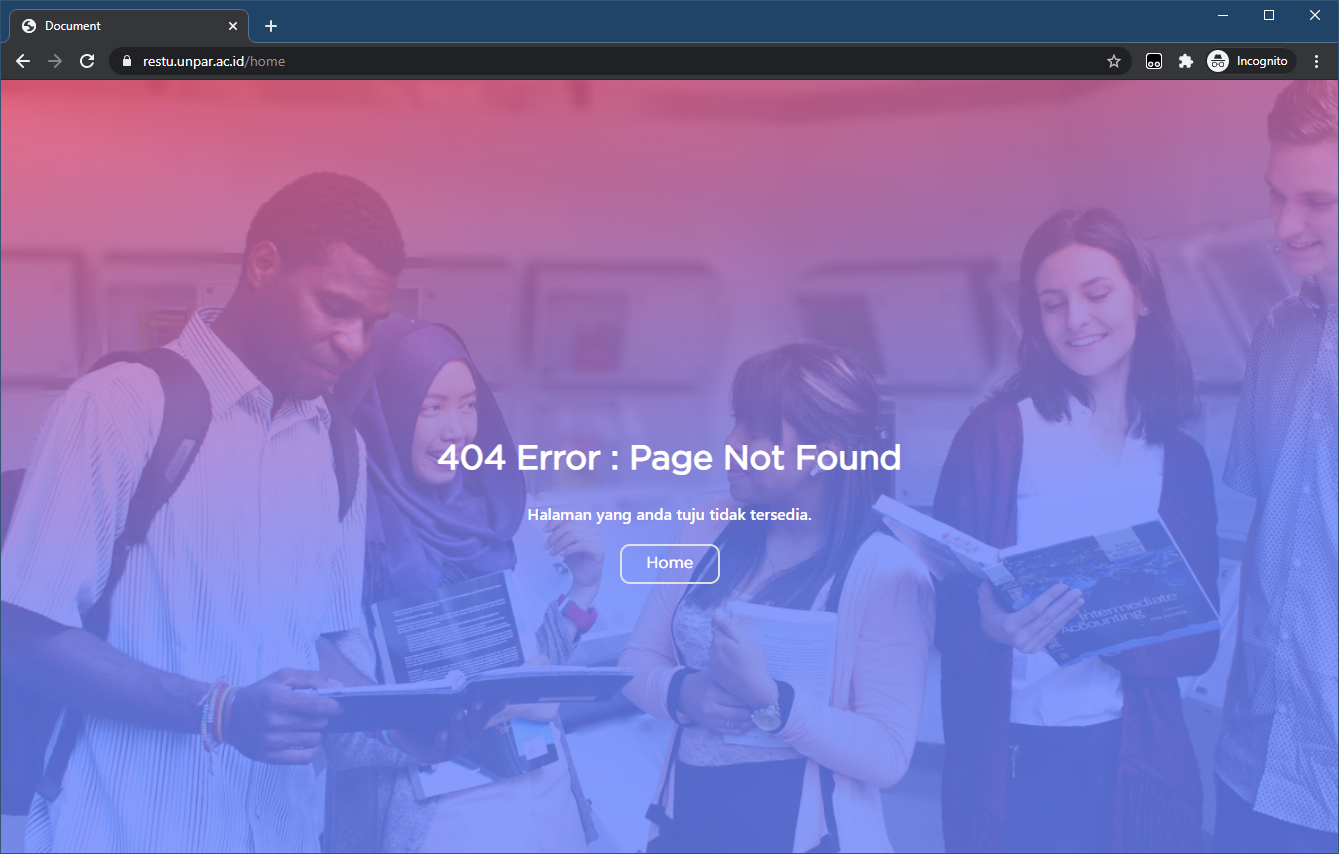 Document
restu.unpar.ac.id/home
Incognito
404 Error : Page Not Found
Halaman yang anda tuju tidak tersedia.
Home
Intermediate
Accounting